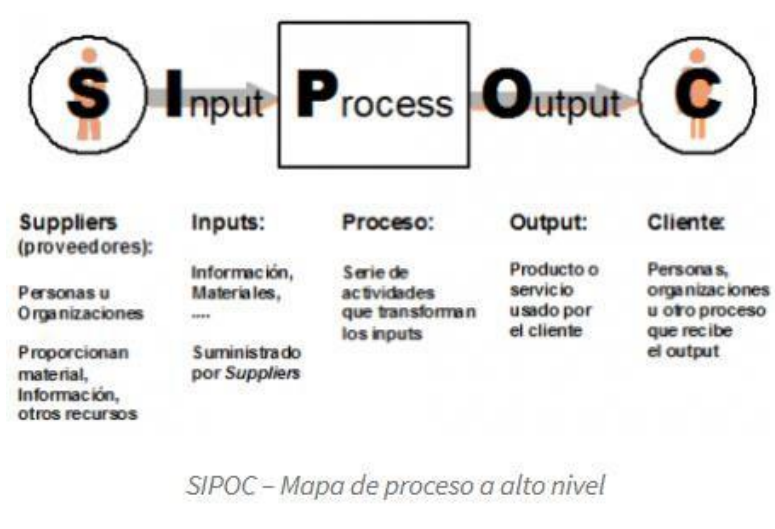 S Input Process Output C
Suppliers
(proveedores):
Personas u
Organizaciones
Proporcionan
material,
Información,
otros recursos
Inputs:
Información,
Materiales,
....
Suministrado
por Suppliers
Proceso:
Serie de
actividades
que transforman
los inputs
Output:
Producto o
servicio
usado por
el cliente
Cliente:
Personas,
organizaciones
u otro proceso
que recibe
el output
SIPOC – Mapa de proceso a alto nivel